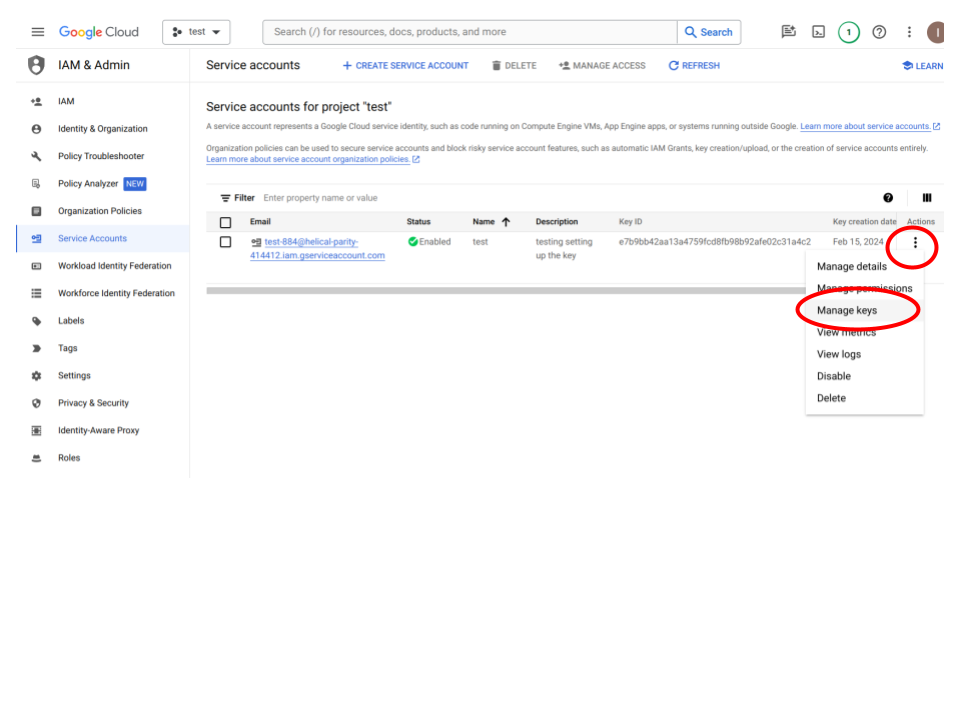 Google Cloud
test
Search (/) for resources, docs, products, and more
Search
1
I
IAM & Admin
Service accounts
+ CREATE SERVICE ACCOUNT
DELETE
MANAGE ACCESS
REFRESH
LEARN
IAM
Identity & Organization
Policy Troubleshooter
Policy Analyzer NEW
Organization Policies
Service Accounts
Workload Identity Federation
Workforce Identity Federation
Labels
Tags
Settings
Privacy & Security
Identity-Aware Proxy
Roles
Service accounts for project "test"
A service account represents a Google Cloud service identity, such as code running on Compute Engine VMs, App Engine apps, or systems running outside Google. Learn more about service accounts.
Organization policies can be used to secure service accounts and block risky service account features, such as automatic IAM Grants, key creation/upload, or the creation of service accounts entirely.
Learn more about service account organization policies.
Filter Enter property name or value
Email Status Name Description Key ID Key creation date Actions
test-884@helical-parity- Enabled test testing setting e7b9bb42aa13a4759fcd8fb98b92afe02c31a4c2 Feb 15, 2024
414412.iam.gserviceaccount.com up the key
Manage details
Manage permissions
Manage keys
View metrics
View logs
Disable
Delete